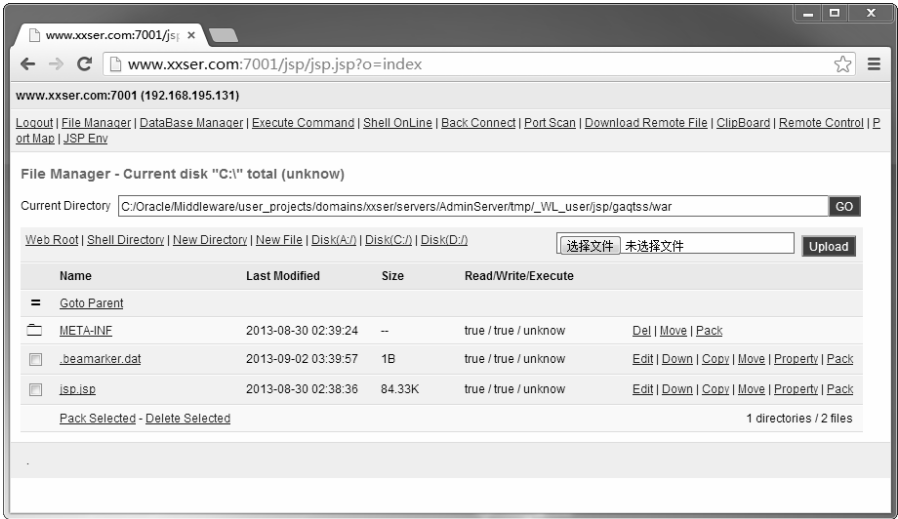 www.xxser.com:7001/jsp
www.xxser.com:7001/jsp/jsp.jsp?o=index
www.xxser.com:7001 (192.168.195.131)
Logout | File Manager | DataBase Manager | Execute Command | Shell OnLine | Back Connect | Port Scan | Download Remote File | ClipBoard | Remote Control | P
ort Map | JSP Env
File Manager - Current disk "C:\" total (unknow)
Current Directory C:/Oracle/Middleware/user_projects/domains/xxser/servers/AdminServer/tmp/_WL_user/jsp/gaqtss/war GO
Web Root | Shell Directory | New Directory | New File | Disk(A:/) | Disk(C:/) | Disk(D:/) 选择文件 未选择文件 Upload
Name Last Modified Size Read/Write/Execute
= Goto Parent
META-INF 2013-08-30 02:39:24 -- true / true / unknow Del | Move | Pack
.beamarker.dat 2013-09-02 03:39:57 1B true / true / unknow Edit | Down | Copy | Move | Property | Pack
jsp.jsp 2013-08-30 02:38:36 84.33K true / true / unknow Edit | Down | Copy | Move | Property | Pack
Pack Selected - Delete Selected 1 directories / 2 files
.